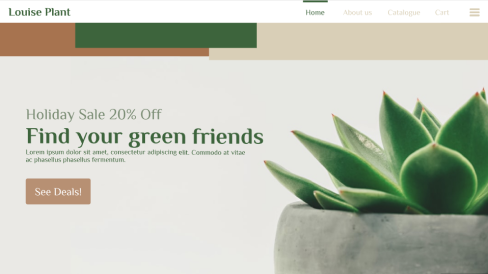 Louise Plant
Home About us Catalogue Cart
Holiday Sale 20% Off
Find your green friends
Lorem ipsum dolor sit amet, consectetur adipiscing elit. Commodo at vitae
ac phasellus phasellus fermentum.
See Deals!